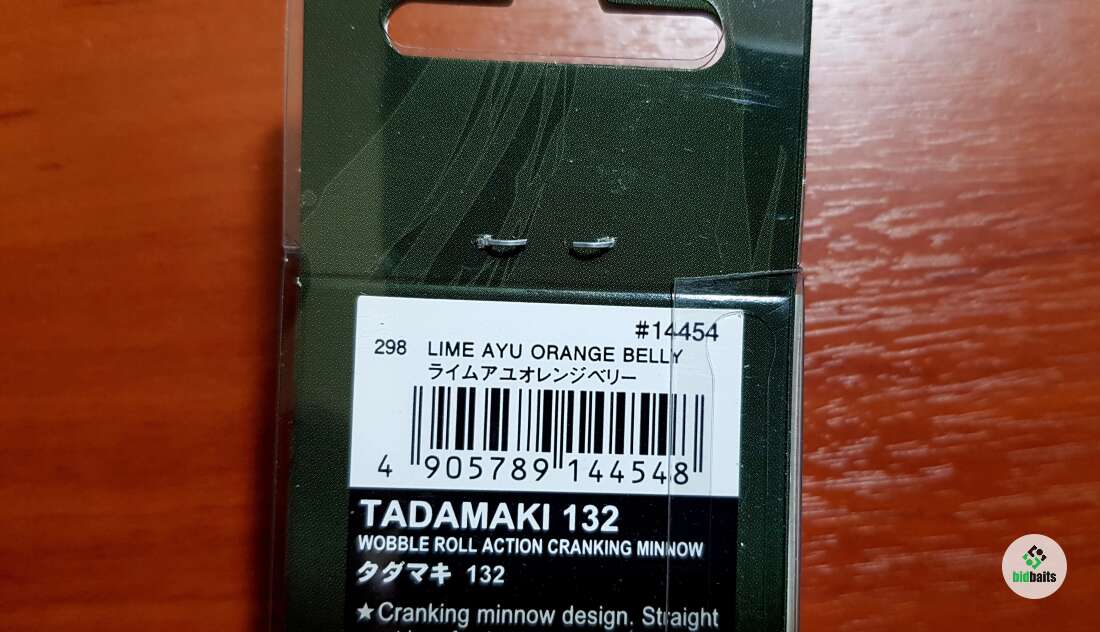 #14454
298 LIME AYU ORANGE BELLY
ライムアユオレンジベリー
4 905789 144548
TADAMAKI 132
WOBBLE ROLL ACTION CRANKING MINNOW
タダマキ 132
★Cranking minnow design. Straight
bidbaits